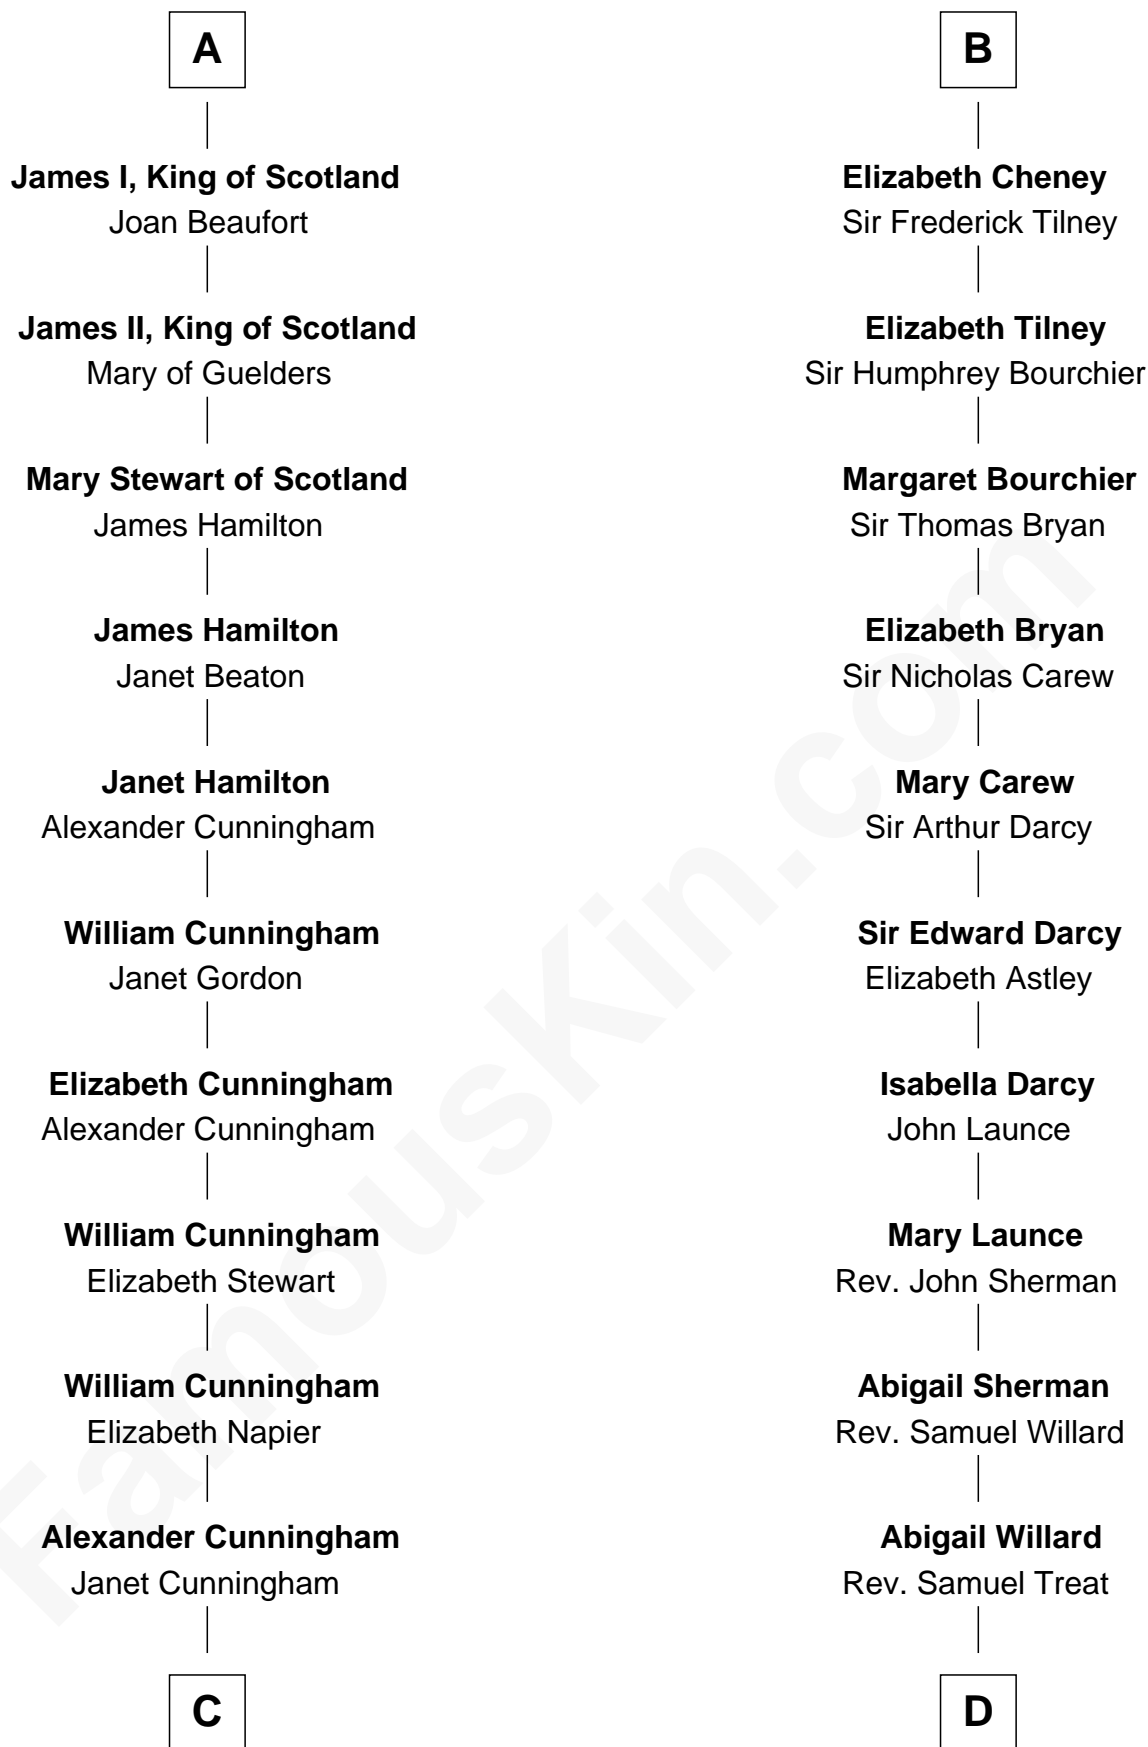 A
James I, King of Scotland
Joan Beaufort
James II, King of Scotland
Mary of Guelders
Mary Stewart of Scotland
James Hamilton
James Hamilton
Janet Beaton
Janet Hamilton
Alexander Cunningham
William Cunningham
Janet Gordon
Elizabeth Cunningham
Alexander Cunningham
William Cunningham
Elizabeth Stewart
William Cunningham
Elizabeth Napier
Alexander Cunningham
Janet Cunningham
C
B
Elizabeth Cheney
Sir Frederick Tilney
Elizabeth Tilney
Sir Humphrey Bourchier
Margaret Bourchier
Sir Thomas Bryan
Elizabeth Bryan
Sir Nicholas Carew
Mary Carew
Sir Arthur Darcy
Sir Edward Darcy
Elizabeth Astley
Isabella Darcy
John Launce
Mary Launce
Rev. John Sherman
Abigail Sherman
Rev. Samuel Willard
Abigail Willard
Rev. Samuel Treat
D
FamousKin.com